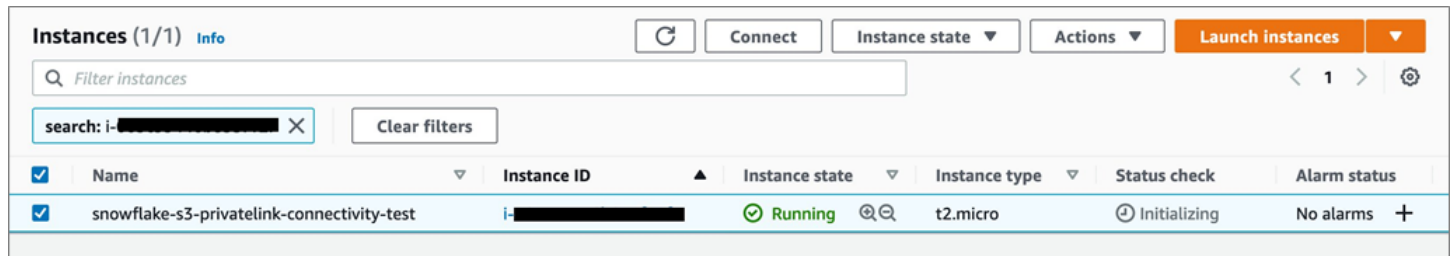 Instances (1/1) Info
Connect Instance state Actions Launch instances
Filter instances
1
search: i-
Clear filters
Name Instance ID Instance state Instance type Status check Alarm status
snowflake-s3-privatelink-connectivity-test i- Running t2.micro Initializing No alarms +